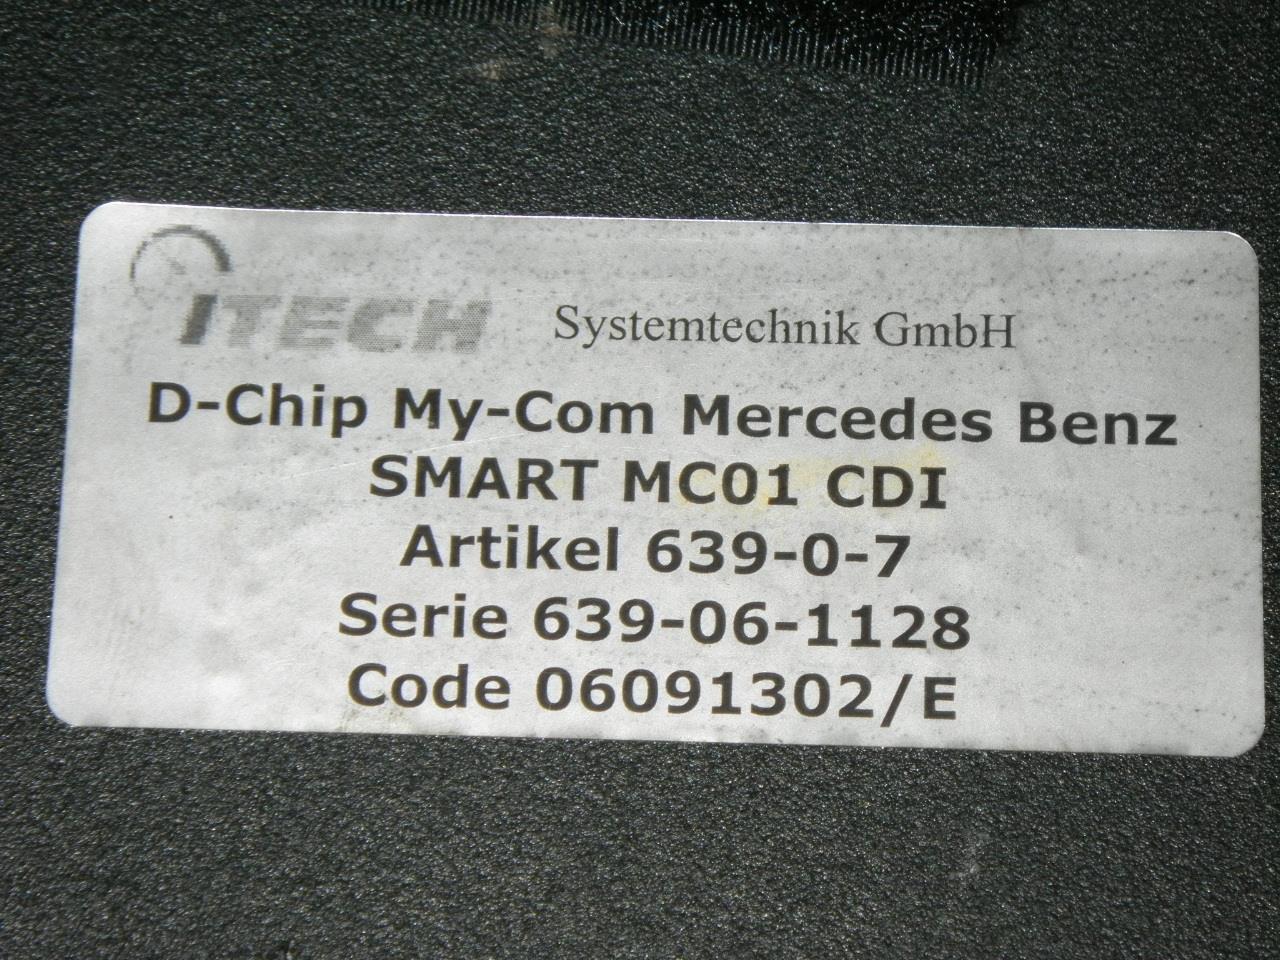 ITECH Systemtechnik GmbH
D-Chip My-Com Mercedes Benz
SMART MC01 CDI
Artikel 639-0-7
Serie 639-06-1128
Code 06091302/E